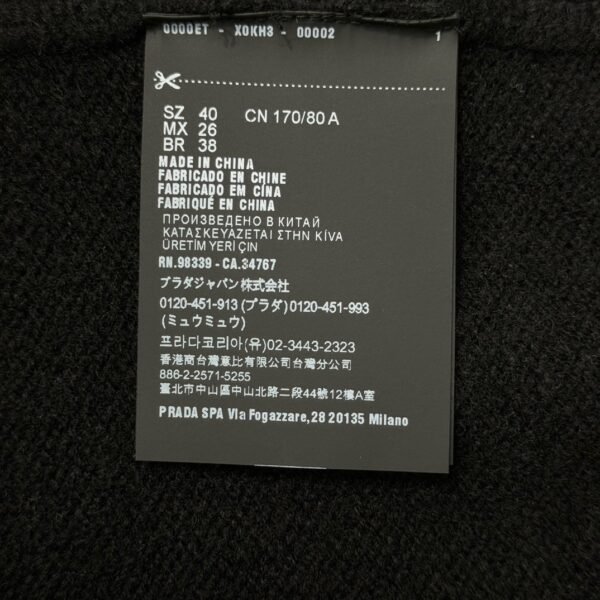 0000ET - X0KH3 - 00002 1
SZ 40 CN 170/80 A
MX 26
BR 38
MADE IN CHINA
FABRICADO EN CHINE
FABRICADO EM CINA
FABRIQUÉ EN CHINA
ПРОИЗВЕДЕНО В КИТАЙ
ΚΑΤΑΣΚΕΥΑΖΕΤΑΙ ΣΤΗΝ ΚÍVA
ÜRETİM YERİ ÇIN
RN.98339 - CA.34767
プラダジャパン株式会社
0120-451-913 (プラダ)0120-451-993
(ミュウミュウ)
프라다코리아(유)02-3443-2323
香港商台灣意比有限公司台灣分公司
886-2-2571-5255
臺北市中山區中山北路二段44號12樓A室
PRADA SPA VIa Fogazzare,28 20135 Milano